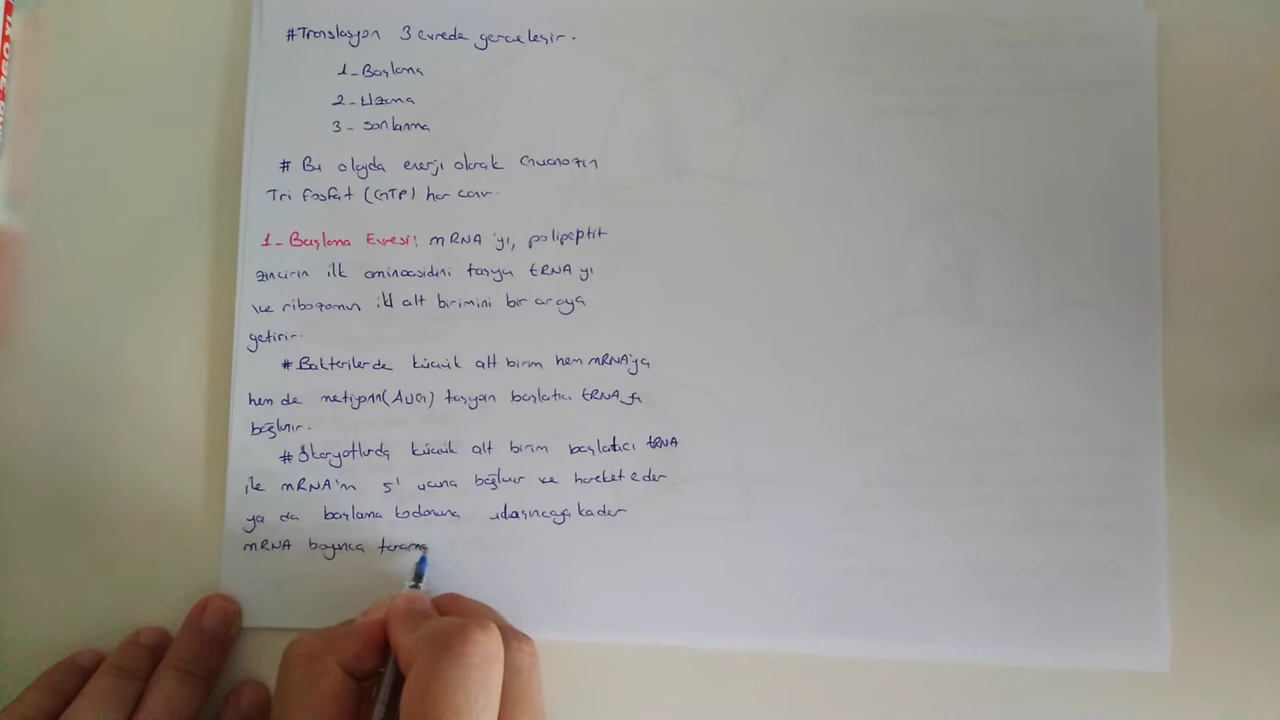 #Translasyon 3 evrede gerçekleşir.
1-Başlama
2-Uzama
3- Sonlanma
# Bu olayda enerji olarak Guanozin
Tri fosfat (GTP) harcanır.
1-Başlama Evresi: mRNA'yı, polipeptit
zincirin ilk aminoasidini taşıyan tRNA yı
ve ribozomun iki alt birimini bir araya
getirir.
#Bakterilerde küçük alt birim hem mRNA'ya
hem de metiyonin(AUG) taşıyan başlatıcı tRNA ya
bağlanır.
# Ökaryotlarda küçük alt birim başlatıcı tRNA
ile mRNA'nın 5' ucuna bağlanır ve hareket eder
ya da başlama kodonuna ulaşıncaya kadar
mRNA boyunca tarama